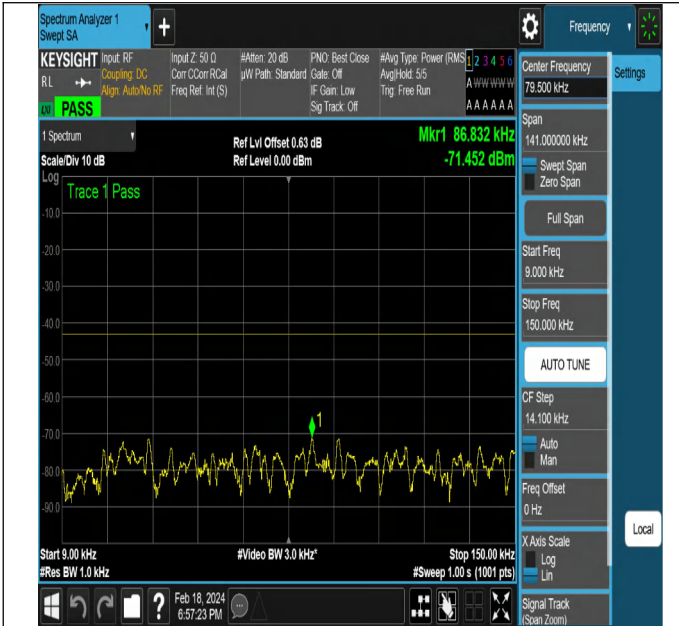 Spectrum Analyzer 1
Swept SA
Frequency
KEYSIGHT
RL
LXI
PASS
Input: RF
Coupling: DC
Align: Auto/No RF
Input Z: 50 Ω
Corr CCorr RCal
Freq Ref: Int (S)
#Atten: 20 dB
µW Path: Standard
PNO: Best Close
Gate: Off
IF Gain: Low
Sig Track: Off
#Avg Type: Power (RMS
Avg|Hold: 5/5
Trig: Free Run
1 2 3 4 5 6
A W W W W W
A A A A A A
1 Spectrum
Scale/Div 10 dB
Ref Lvl Offset 0.63 dB
Ref Level 0.00 dBm
Mkr1 86.832 kHz
-71.452 dBm
Log
Trace 1 Pass
-10.0
-20.0
-30.0
-40.0
-50.0
-60.0
-70.0
-80.0
-90.0
1
Start 9.00 kHz
#Res BW 1.0 kHz
#Video BW 3.0 kHz*
Stop 150.00 kHz
#Sweep 1.00 s (1001 pts)
?
Feb 18, 2024
6:57:23 PM
Center Frequency
79.500 kHz
Span
141.000000 kHz
Swept Span
Zero Span
Full Span
Start Freq
9.000 kHz
Stop Freq
150.000 kHz
AUTO TUNE
CF Step
14.100 kHz
Auto
Man
Freq Offset
0 Hz
X Axis Scale
Log
Lin
Signal Track
(Span Zoom)
Settings
Local